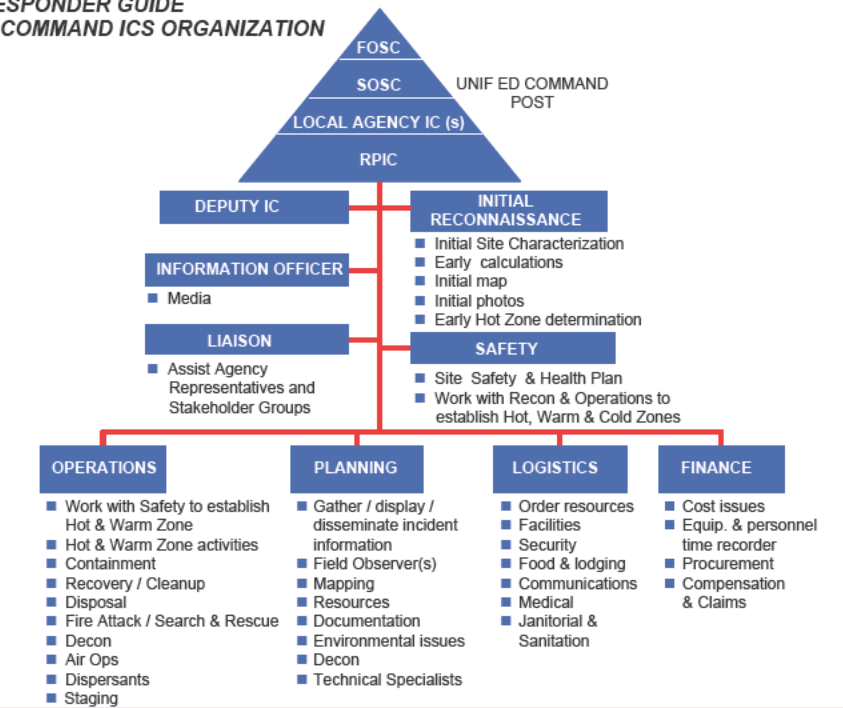 ESPONDER GUIDE
COMMAND ICS ORGANIZATION
FOSC
SOSC
LOCAL AGENCY IC (s)
RPIC
UNIF ED COMMAND
POST
DEPUTY IC
INITIAL
RECONNAISSANCE
Initial Site Characterization
Early calculations
Initial map
Initial photos
Early Hot Zone determination
INFORMATION OFFICER
Media
LIAISON
Assist Agency
Representatives and
Stakeholder Groups
SAFETY
Site Safety & Health Plan
Work with Recon & Operations to
establish Hot, Warm & Cold Zones
OPERATIONS
Work with Safety to establish
Hot & Warm Zone
Hot & Warm Zone activities
Containment
Recovery / Cleanup
Disposal
Fire Attack / Search & Rescue
Decon
Air Ops
Dispersants
Staging
PLANNING
Gather / display /
disseminate incident
information
Field Observer(s)
Mapping
Resources
Documentation
Environmental issues
Decon
Technical Specialists
LOGISTICS
Order resources
Facilities
Security
Food & lodging
Communications
Medical
Janitorial &
Sanitation
FINANCE
Cost issues
Equip. & personnel
time recorder
Procurement
Compensation
& Claims